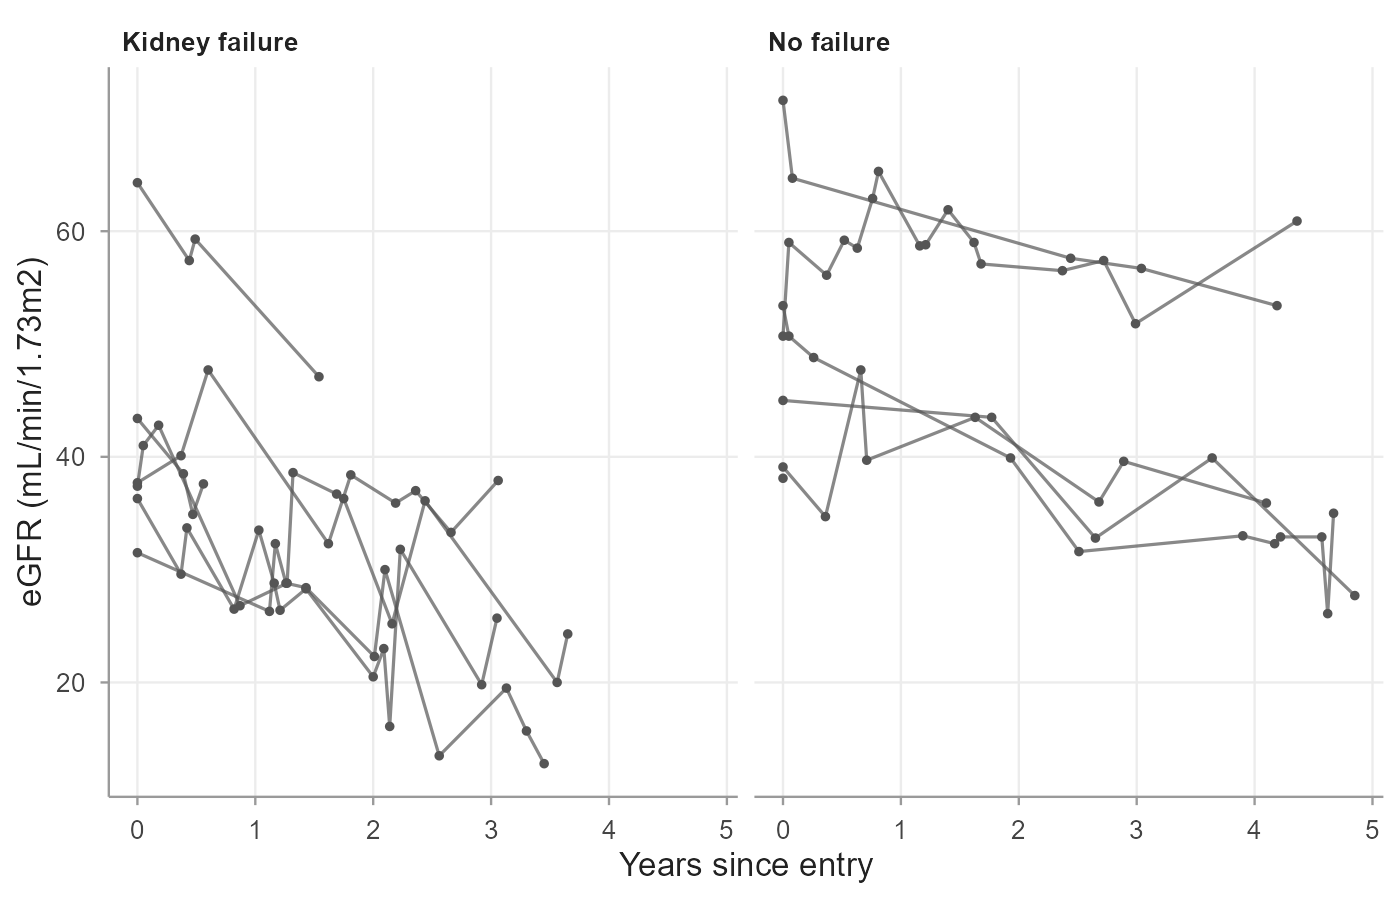 Kidney failure
No failure
eGFR (mL/min/1.73m2)
60
40
20
0 1 2 3 4 5
0 1 2 3 4 5
Years since entry